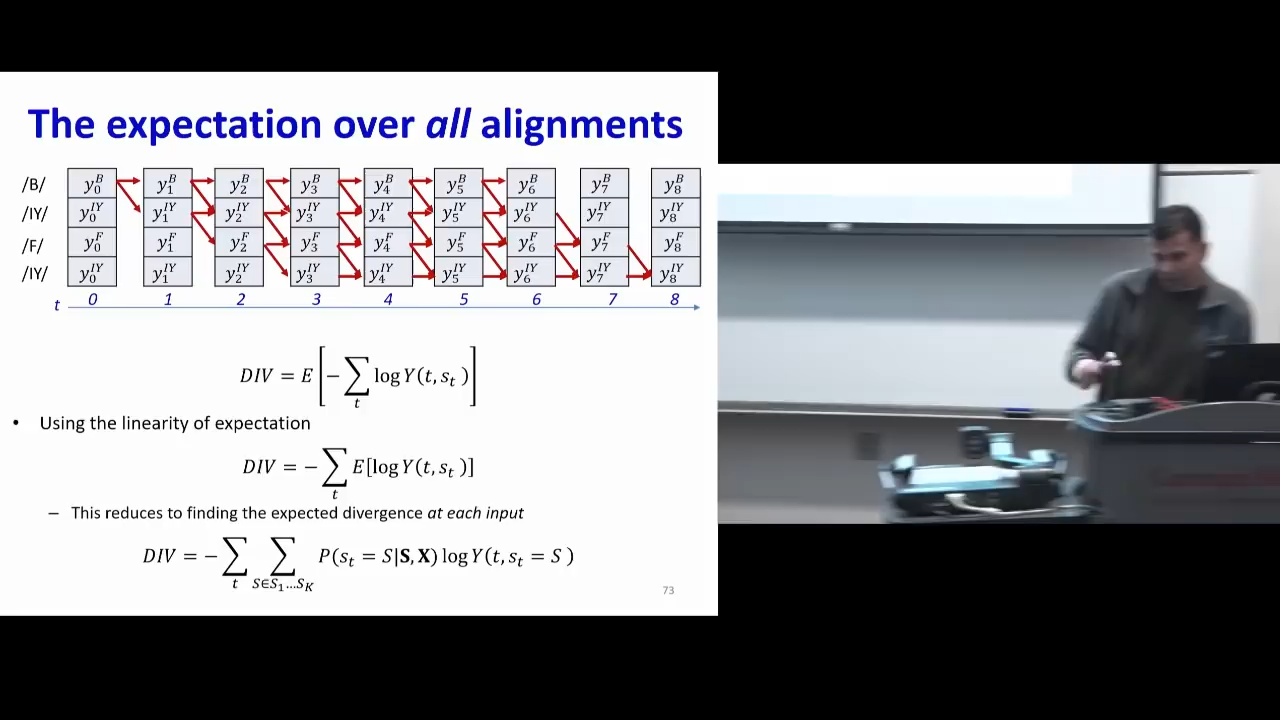 The expectation over all alignments
/B/ y_0^B y_1^B y_2^B y_3^B y_4^B y_5^B y_6^B y_7^B y_8^B
/IY/ y_0^{IY} y_1^{IY} y_2^{IY} y_3^{IY} y_4^{IY} y_5^{IY} y_6^{IY} y_7^{IY} y_8^{IY}
/F/ y_0^F y_1^F y_2^F y_3^F y_4^F y_5^F y_6^F y_7^F y_8^F
/IY/ y_0^{IY} y_1^{IY} y_2^{IY} y_3^{IY} y_4^{IY} y_5^{IY} y_6^{IY} y_7^{IY} y_8^{IY}
t 0 1 2 3 4 5 6 7 8
DIV = E[−∑_t log Y(t, s_t )]
• Using the linearity of expectation
DIV = −∑_t E[log Y(t, s_t )]
– This reduces to finding the expected divergence at each input
DIV = −∑_t ∑_{S∈S_1…S_K} P(s_t = S|S, X) log Y(t, s_t = S )
73